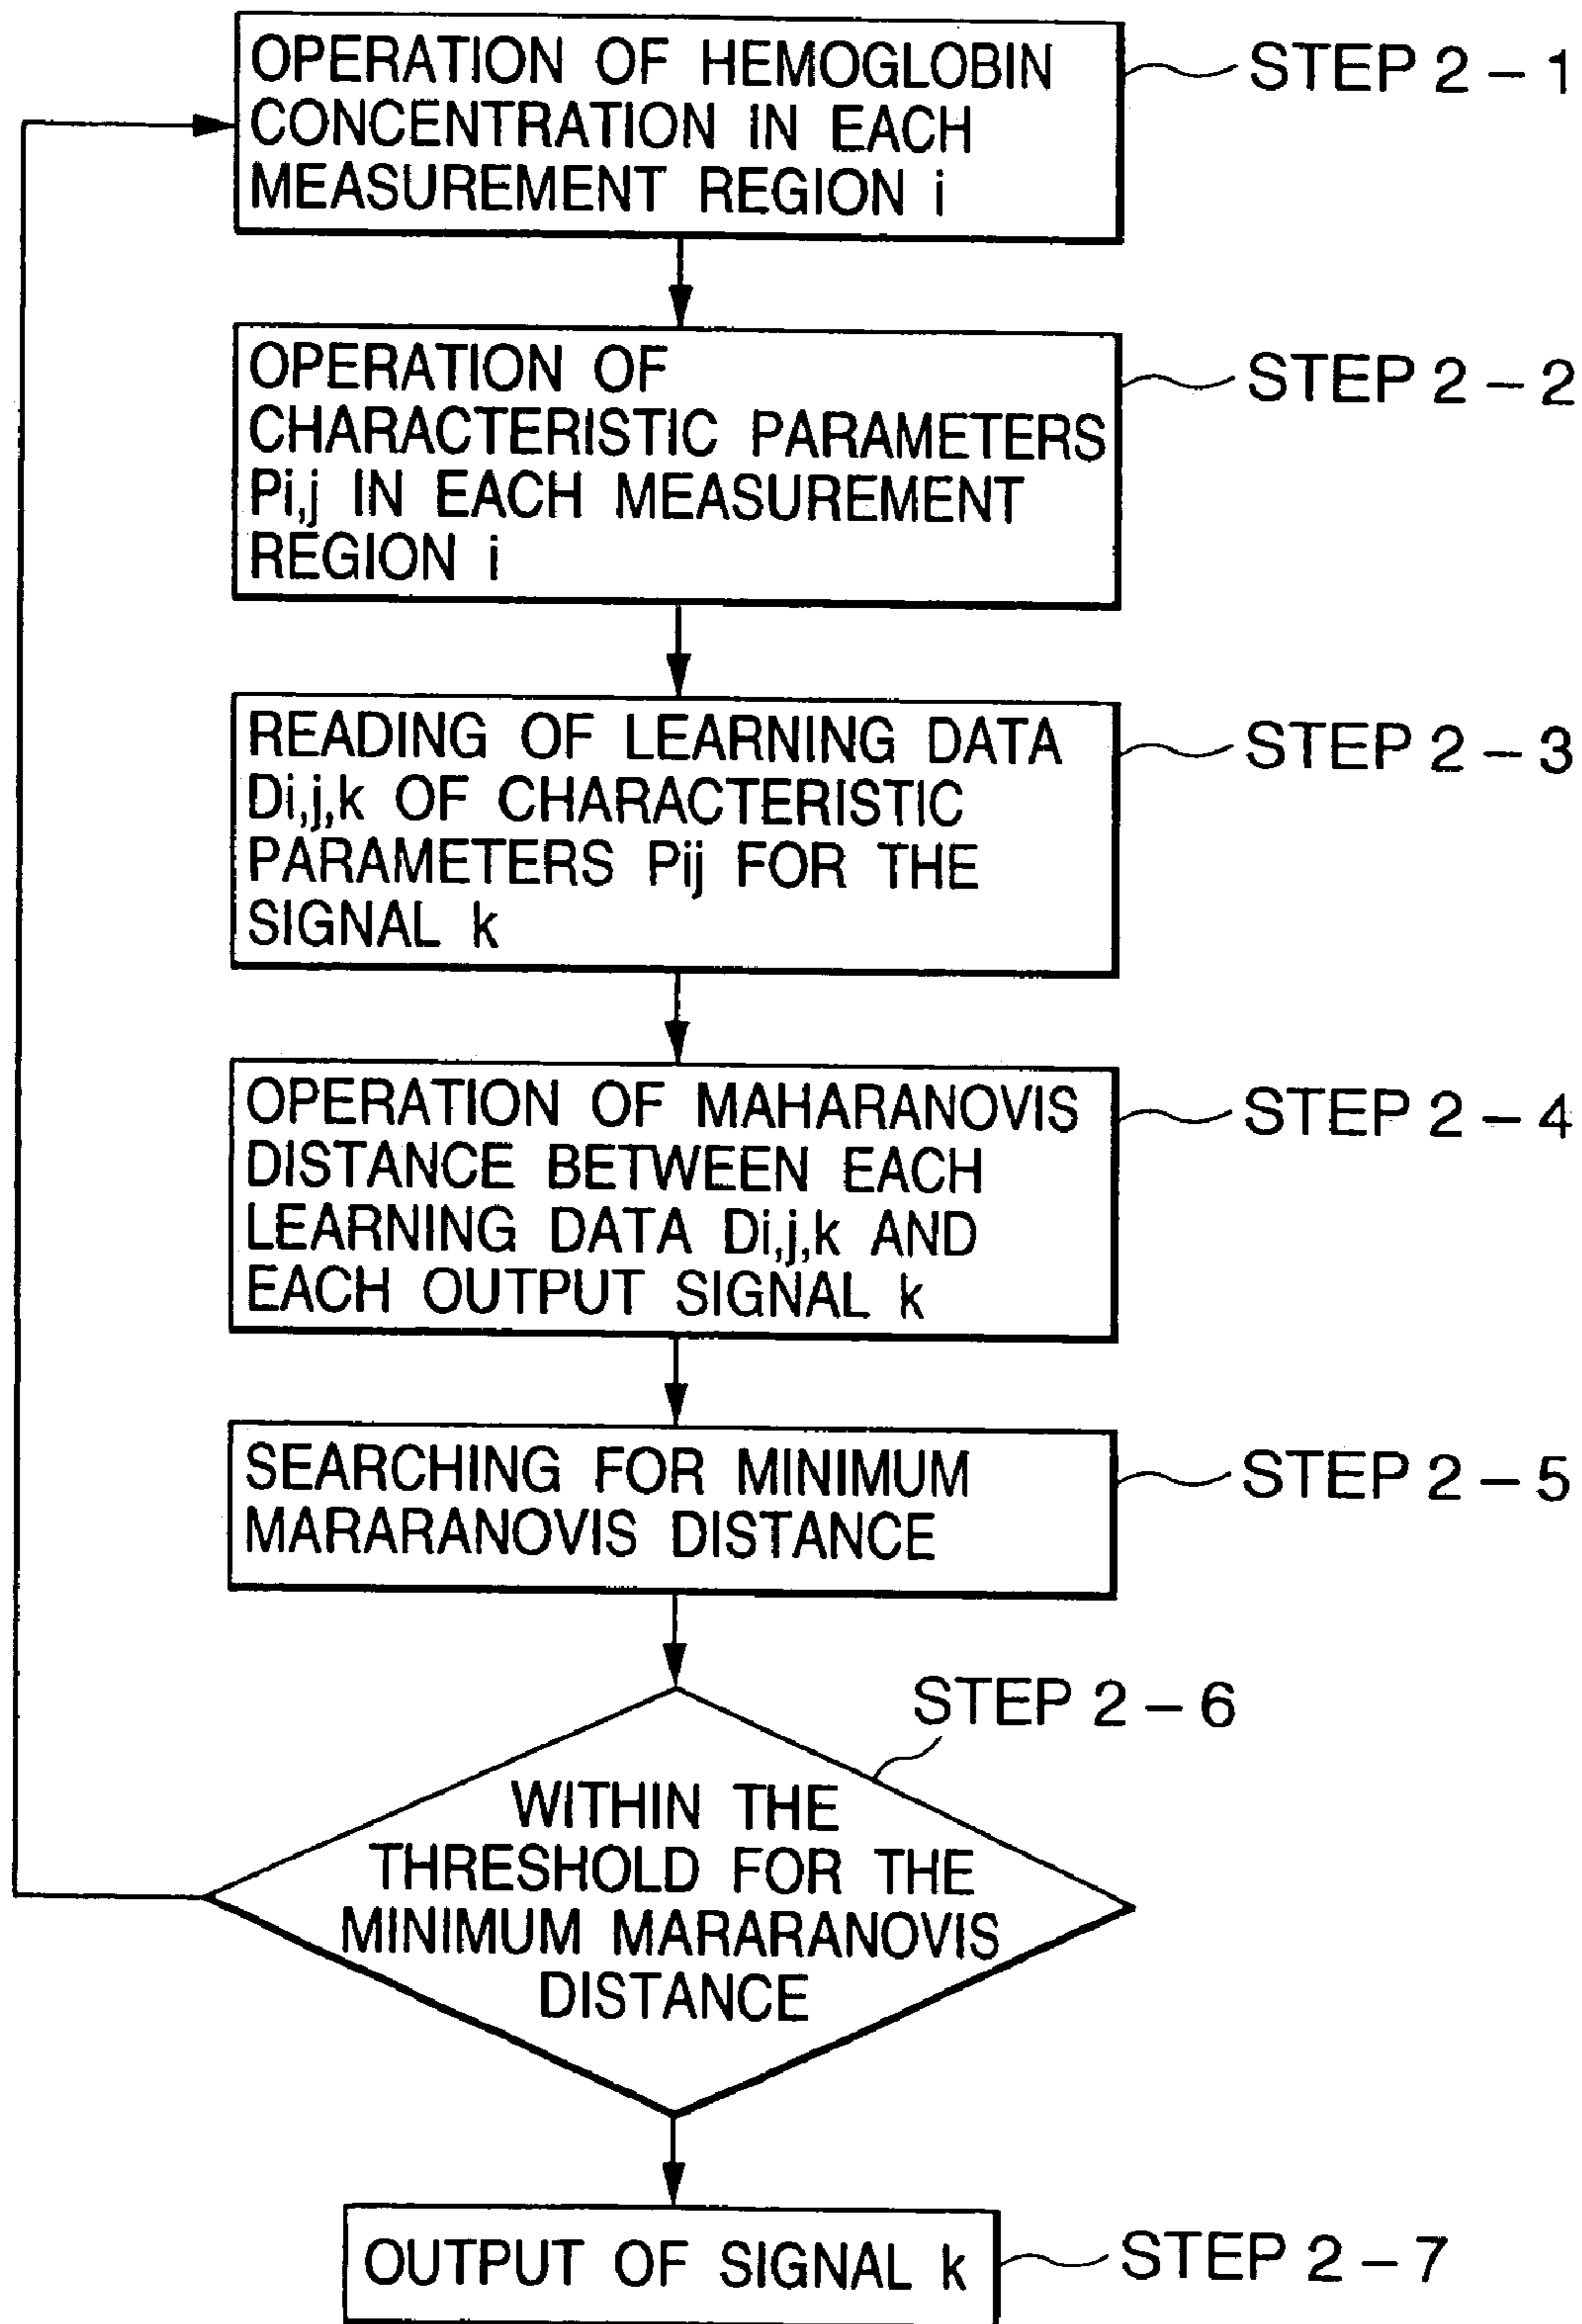 OPERATION OF HEMOGLOBIN
CONCENTRATION IN EACH
MEASUREMENT REGION i
STEP 2 – 1
OPERATION OF
CHARACTERISTIC PARAMETERS
Pi,j IN EACH MEASUREMENT
REGION i
STEP 2 – 2
READING OF LEARNING DATA
Di,j,k OF CHARACTERISTIC
PARAMETERS Pij FOR THE
SIGNAL k
STEP 2 – 3
OPERATION OF MAHARANOVIS
DISTANCE BETWEEN EACH
LEARNING DATA Di,j,k AND
EACH OUTPUT SIGNAL k
STEP 2 – 4
SEARCHING FOR MINIMUM
MARARANOVIS DISTANCE
STEP 2 – 5
STEP 2 – 6
WITHIN THE
THRESHOLD FOR THE
MINIMUM MARARANOVIS
DISTANCE
OUTPUT OF SIGNAL k
STEP 2 – 7